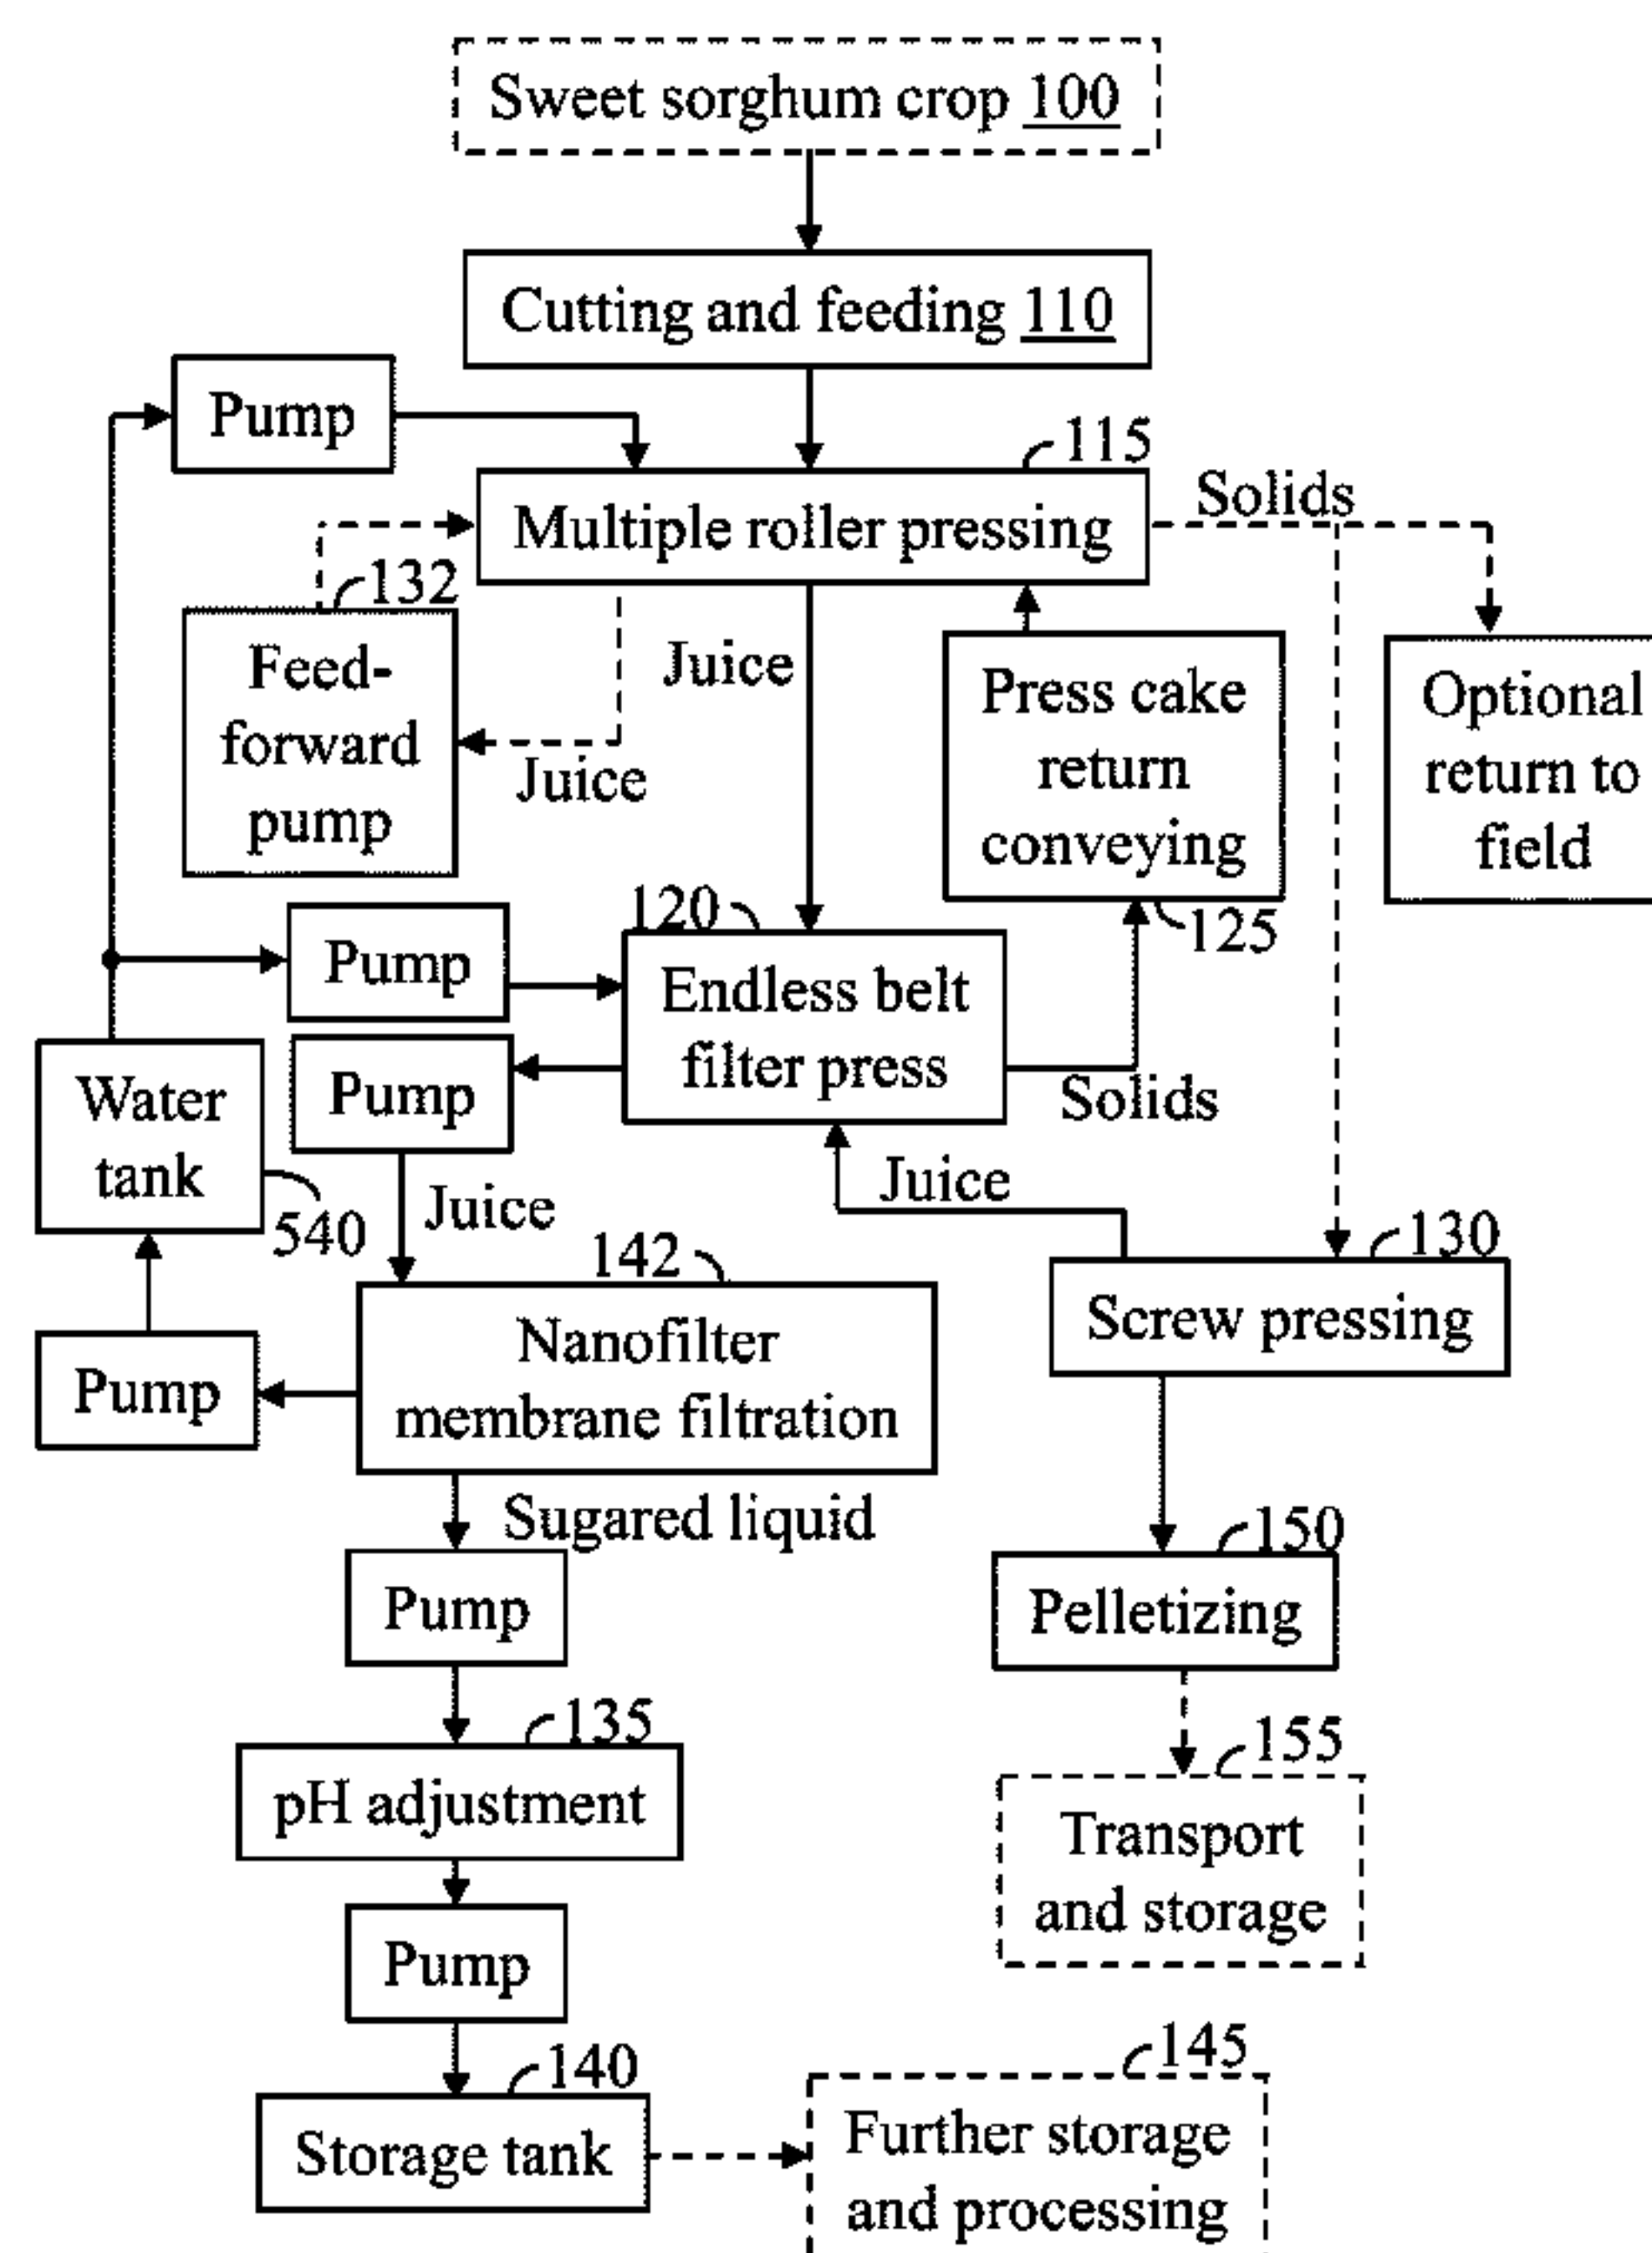 Sweet sorghum crop 100
Cutting and feeding 110
Pump
115
Multiple roller pressing
Solids
132
Feed-
forward
pump
Juice
Juice
Press cake
return
conveying
125
Optional
return to
field
Pump
120
Endless belt
filter press
Pump
Solids
Water
tank
540
Juice
Juice
142
Nanofilter
membrane filtration
130
Screw pressing
Pump
Sugared liquid
Pump
150
Pelletizing
135
pH adjustment
155
Transport
and storage
Pump
140
Storage tank
145
Further storage
and processing